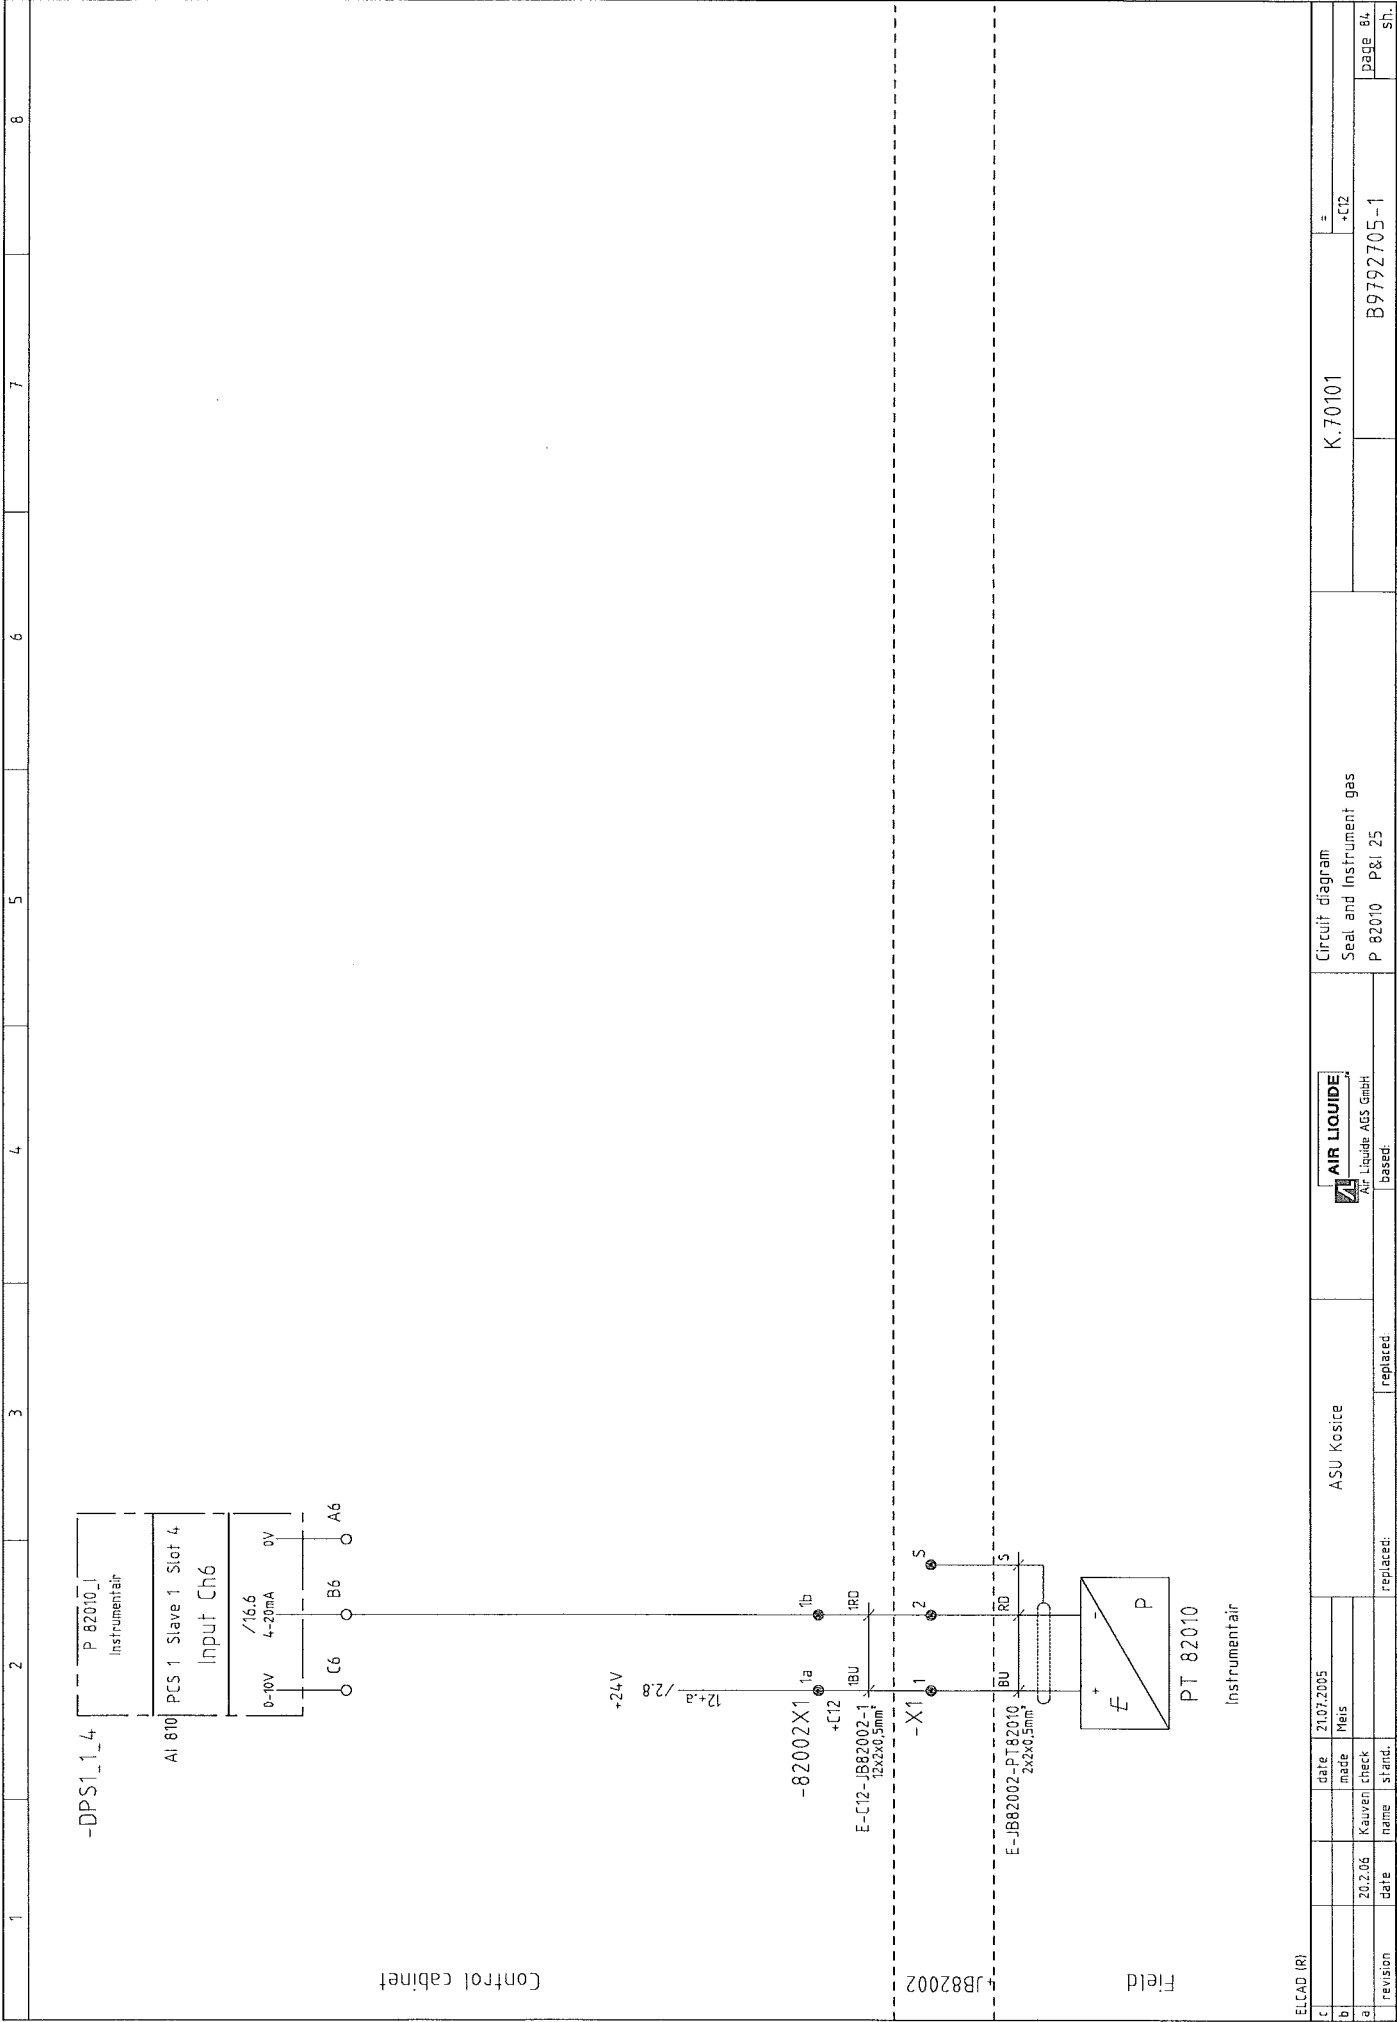 1 2 3 4 5 6 7 8
-DPS1_1_4
P 82010_I
Instrumentair
AI 810 PCS 1 Slave 1 Slot 4
Input Ch6
/16.6
0-10V 4-20mA 0V
C6 B6 A6
Control cabinet
+24V
12+.a /2.8
-82002X1 1a 1b
+C12
E-C12-JB82002-1 1BU 1RD
12x2x0,5mm²
+JB82002
-X1 1 2 S
E-JB82002-PT82010 BU RD S
2x2x0,5mm²
Field
+ -
E P
PT 82010
Instrumentair
ELCAD (R)
c date 21.07.2005 ASU Kosice AIR LIQUIDE Circuit diagram K.70101 =
b made Meis AL Air Liquide AGS GmbH Seal and Instrument gas +C12
a 20.2.06 Kauven check P 82010 P&I 25 B9792705-1 page 84
revision date name stand. replaced: replaced: based: sh.